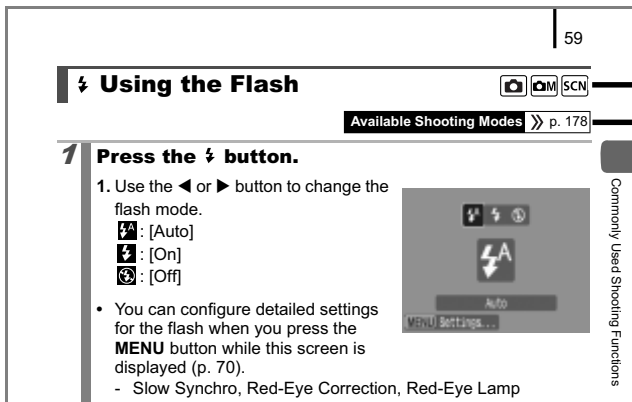 59
Using the Flash
M SCN
Available Shooting Modes p. 178
1 Press the button.
1. Use the ◀ or ▶ button to change the
flash mode.
A : [Auto]
: [On]
: [Off]
• You can configure detailed settings
for the flash when you press the
MENU button while this screen is
displayed (p. 70).
- Slow Synchro, Red-Eye Correction, Red-Eye Lamp
A
A
Auto
MENU Settings...
Commonly Used Shooting Functions